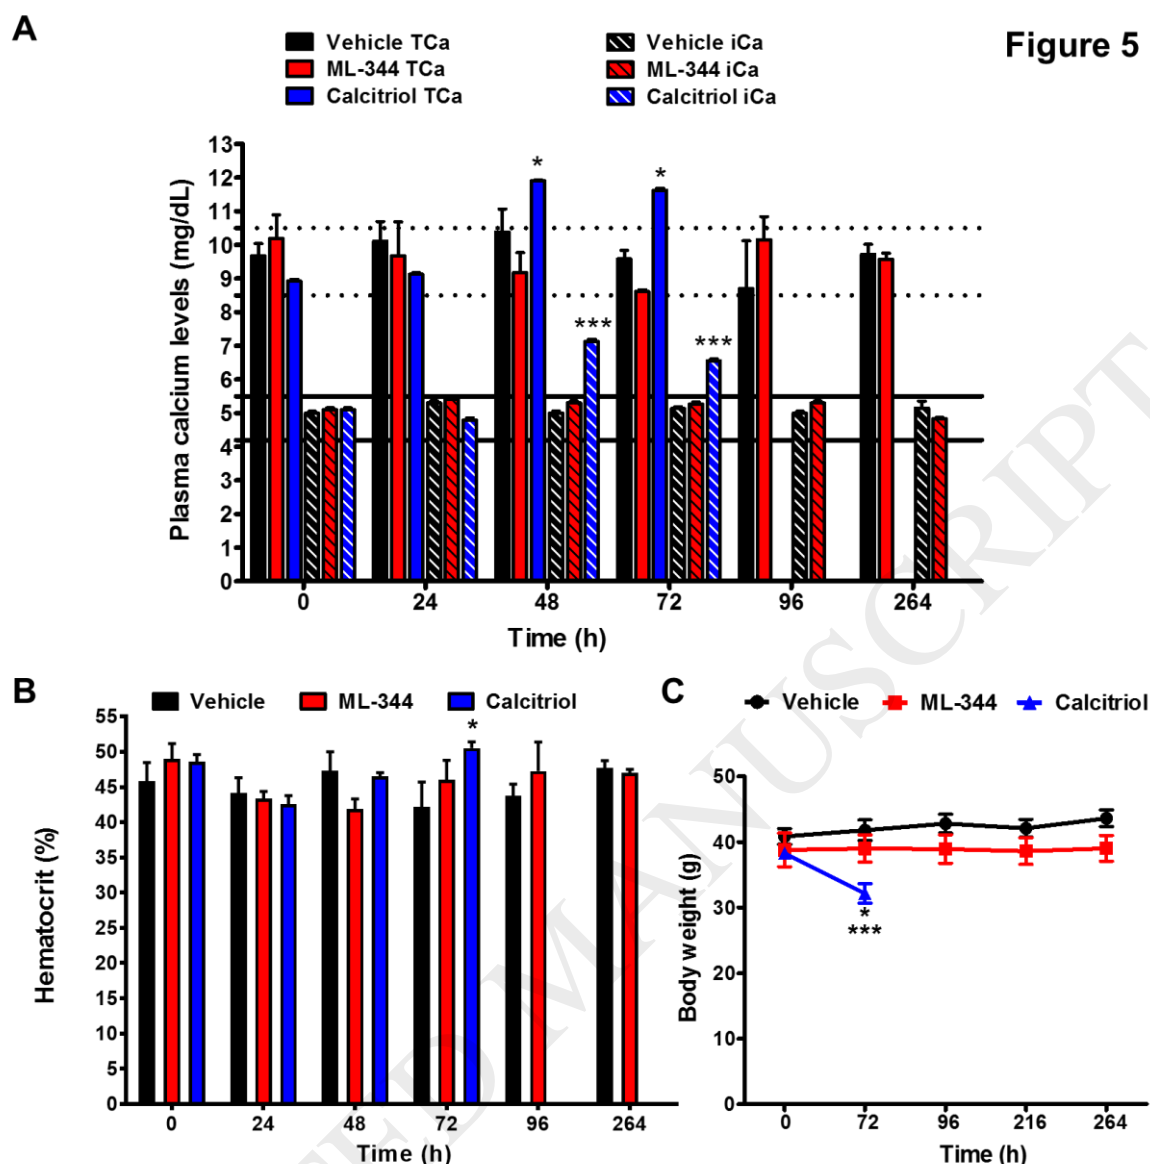 A
Figure 5
Vehicle TCa
ML-344 TCa
Calcitriol TCa
Vehicle iCa
ML-344 iCa
Calcitriol iCa
Plasma calcium levels (mg/dL)
13
12
11
10
9
8
7
6
5
4
3
2
1
0
*
*
***
***
0 24 48 72 96 264
Time (h)
B
Vehicle ML-344 Calcitriol
Hematocrit (%)
55
50
45
40
35
30
25
20
15
10
5
0
*
0 24 48 72 96 264
Time (h)
C
Vehicle ML-344 Calcitriol
Body weight (g)
50
40
30
20
10
0
*
***
0 72 96 216 264
Time (h)
TED MANUSCRIPT